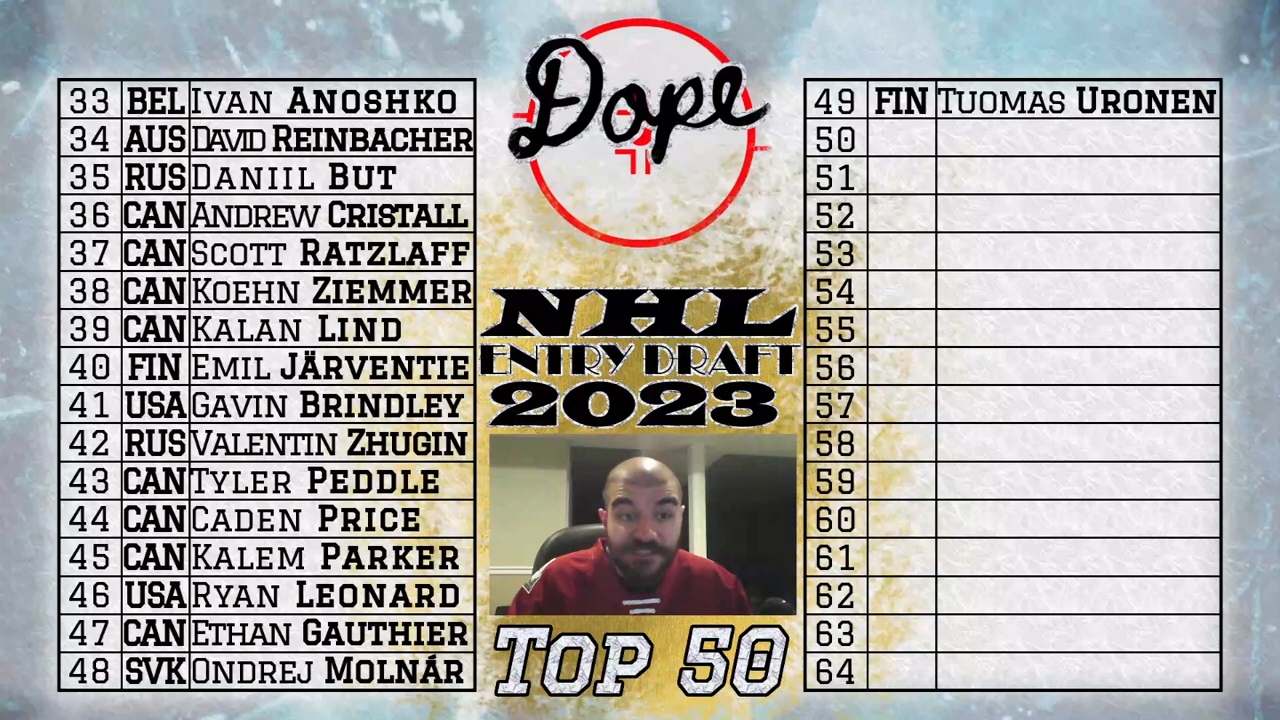 33 BEL IVAN ANOSHKO
34 AUS DAVID REINBACHER
35 RUS DANIIL BUT
36 CAN ANDREW CRISTALL
37 CAN SCOTT RATZLAFF
38 CAN KOEHN ZIEMMER
39 CAN KALAN LIND
40 FIN EMIL JÄRVENTIE
41 USA GAVIN BRINDLEY
42 RUS VALENTIN ZHUGIN
43 CAN TYLER PEDDLE
44 CAN CADEN PRICE
45 CAN KALEM PARKER
46 USA RYAN LEONARD
47 CAN ETHAN GAUTHIER
48 SVK ONDREJ MOLNÁR
Dope
NHL
ENTRY DRAFT
2023
TOP 50
49 FIN TUOMAS URONEN
50
51
52
53
54
55
56
57
58
59
60
61
62
63
64